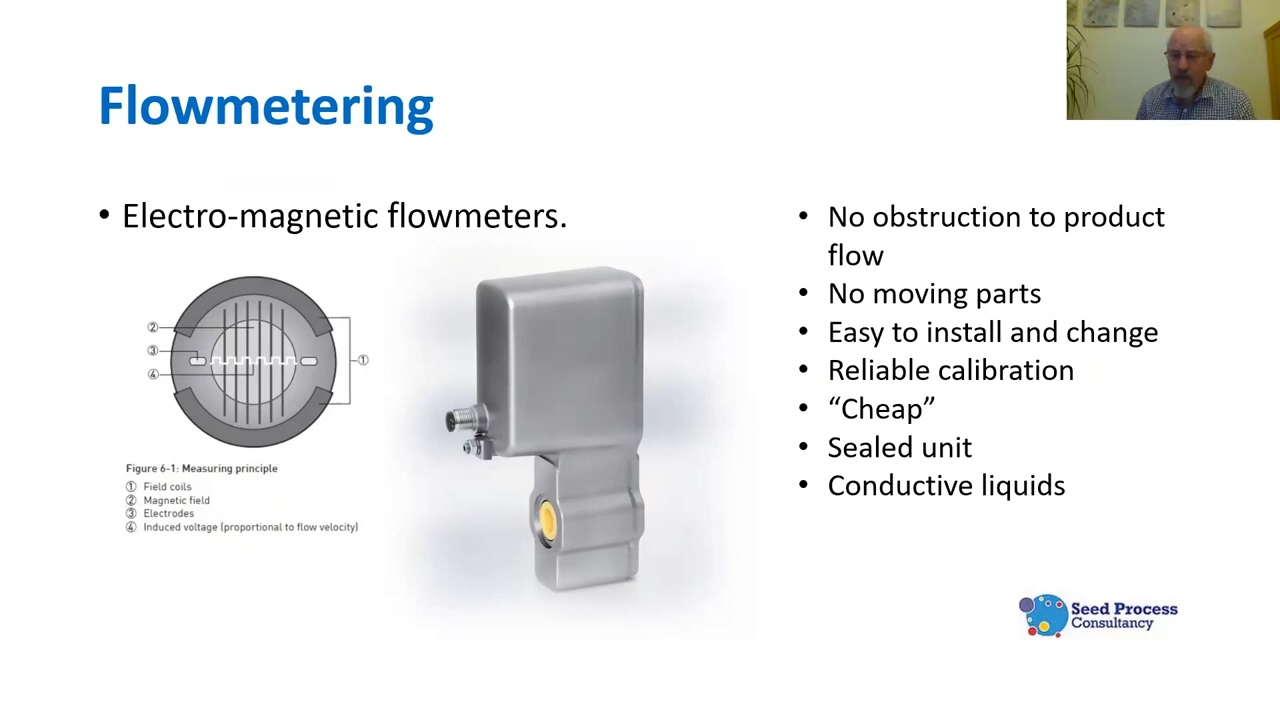 Flowmetering
• Electro-magnetic flowmeters.
②
③
④
①
Figure 6-1: Measuring principle
① Field coils
② Magnetic field
③ Electrodes
④ Induced voltage (proportional to flow velocity)
• No obstruction to product
flow
• No moving parts
• Easy to install and change
• Reliable calibration
• “Cheap”
• Sealed unit
• Conductive liquids
Seed Process
Consultancy